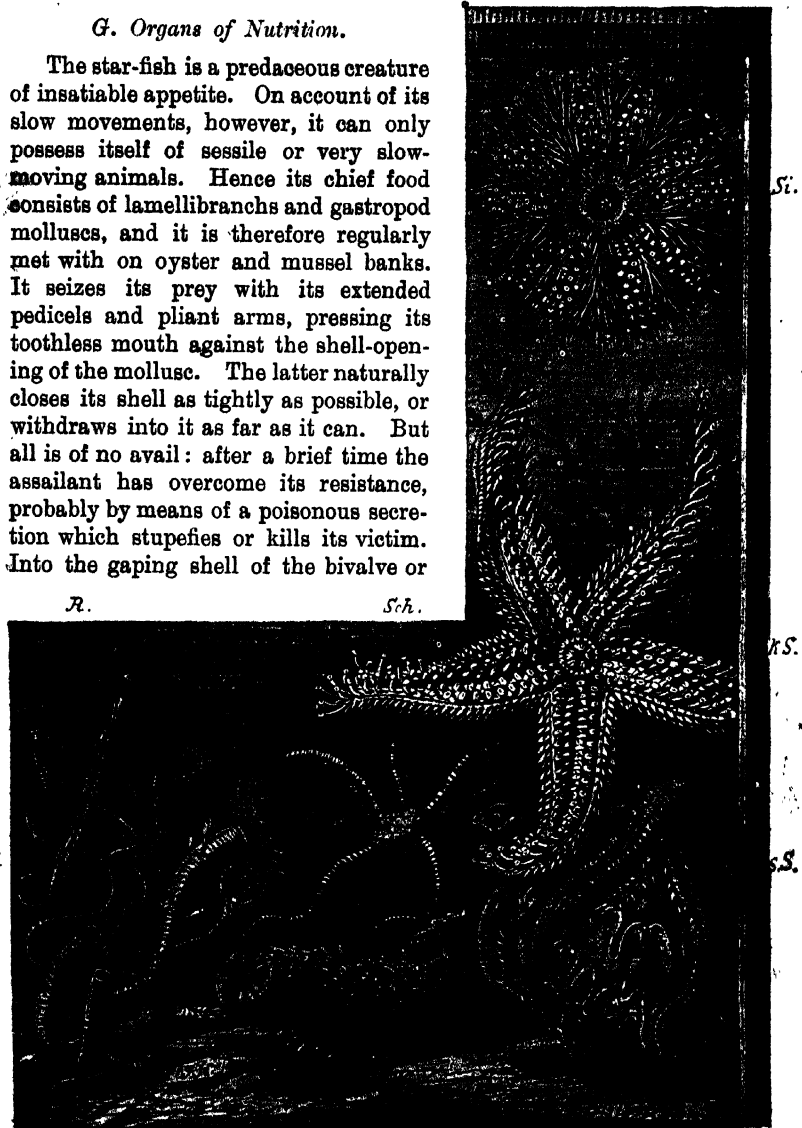 G. Organs of Nutrition.
The star-fish is a predaceous creature
of insatiable appetite. On account of its
slow movements, however, it can only
possess itself of sessile or very slow-
moving animals. Hence its chief food
consists of lamellibranchs and gastropod
molluscs, and it is therefore regularly
met with on oyster and mussel banks.
It seizes its prey with its extended
pedicels and pliant arms, pressing its
toothless mouth against the shell-open-
ing of the mollusc. The latter naturally
closes its shell as tightly as possible, or
withdraws into it as far as it can. But
all is of no avail: after a brief time the
assailant has overcome its resistance,
probably by means of a poisonous secre-
tion which stupefies or kills its victim.
Into the gaping shell of the bivalve or
R. Sch.
Si.
KS.
s.S.